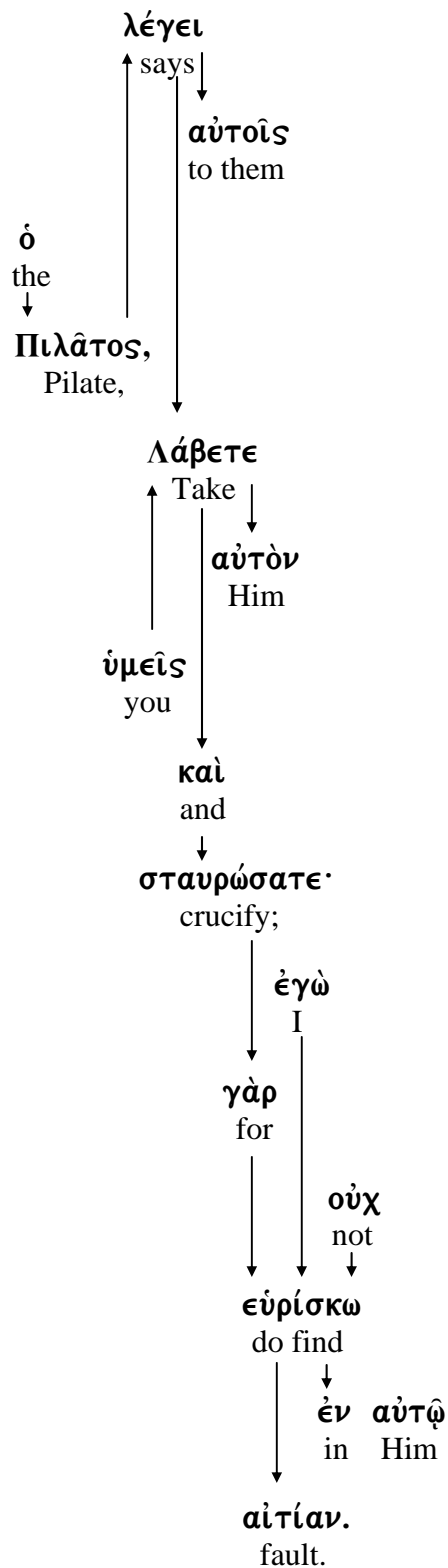 λέγει
says
αὐτοῖς
to them
ὁ
the
Πιλᾶτος,
Pilate,
Λάβετε
Take
αὐτὸν
Him
ὑμεῖς
you
καὶ
and
σταυρώσατε·
crucify;
ἐγὼ
I
γὰρ
for
οὐχ
not
εὑρίσκω
do find
ἐν αὐτῷ
in Him
αἰτίαν.
fault.